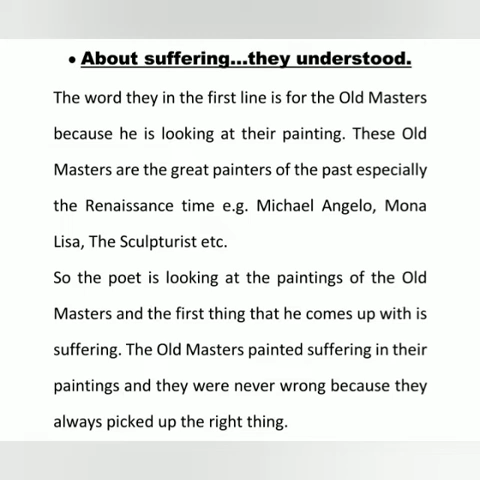 • About suffering...they understood.
The word they in the first line is for the Old Masters
because he is looking at their painting. These Old
Masters are the great painters of the past especially
the Renaissance time e.g. Michael Angelo, Mona
Lisa, The Sculpturist etc.
So the poet is looking at the paintings of the Old
Masters and the first thing that he comes up with is
suffering. The Old Masters painted suffering in their
paintings and they were never wrong because they
always picked up the right thing.